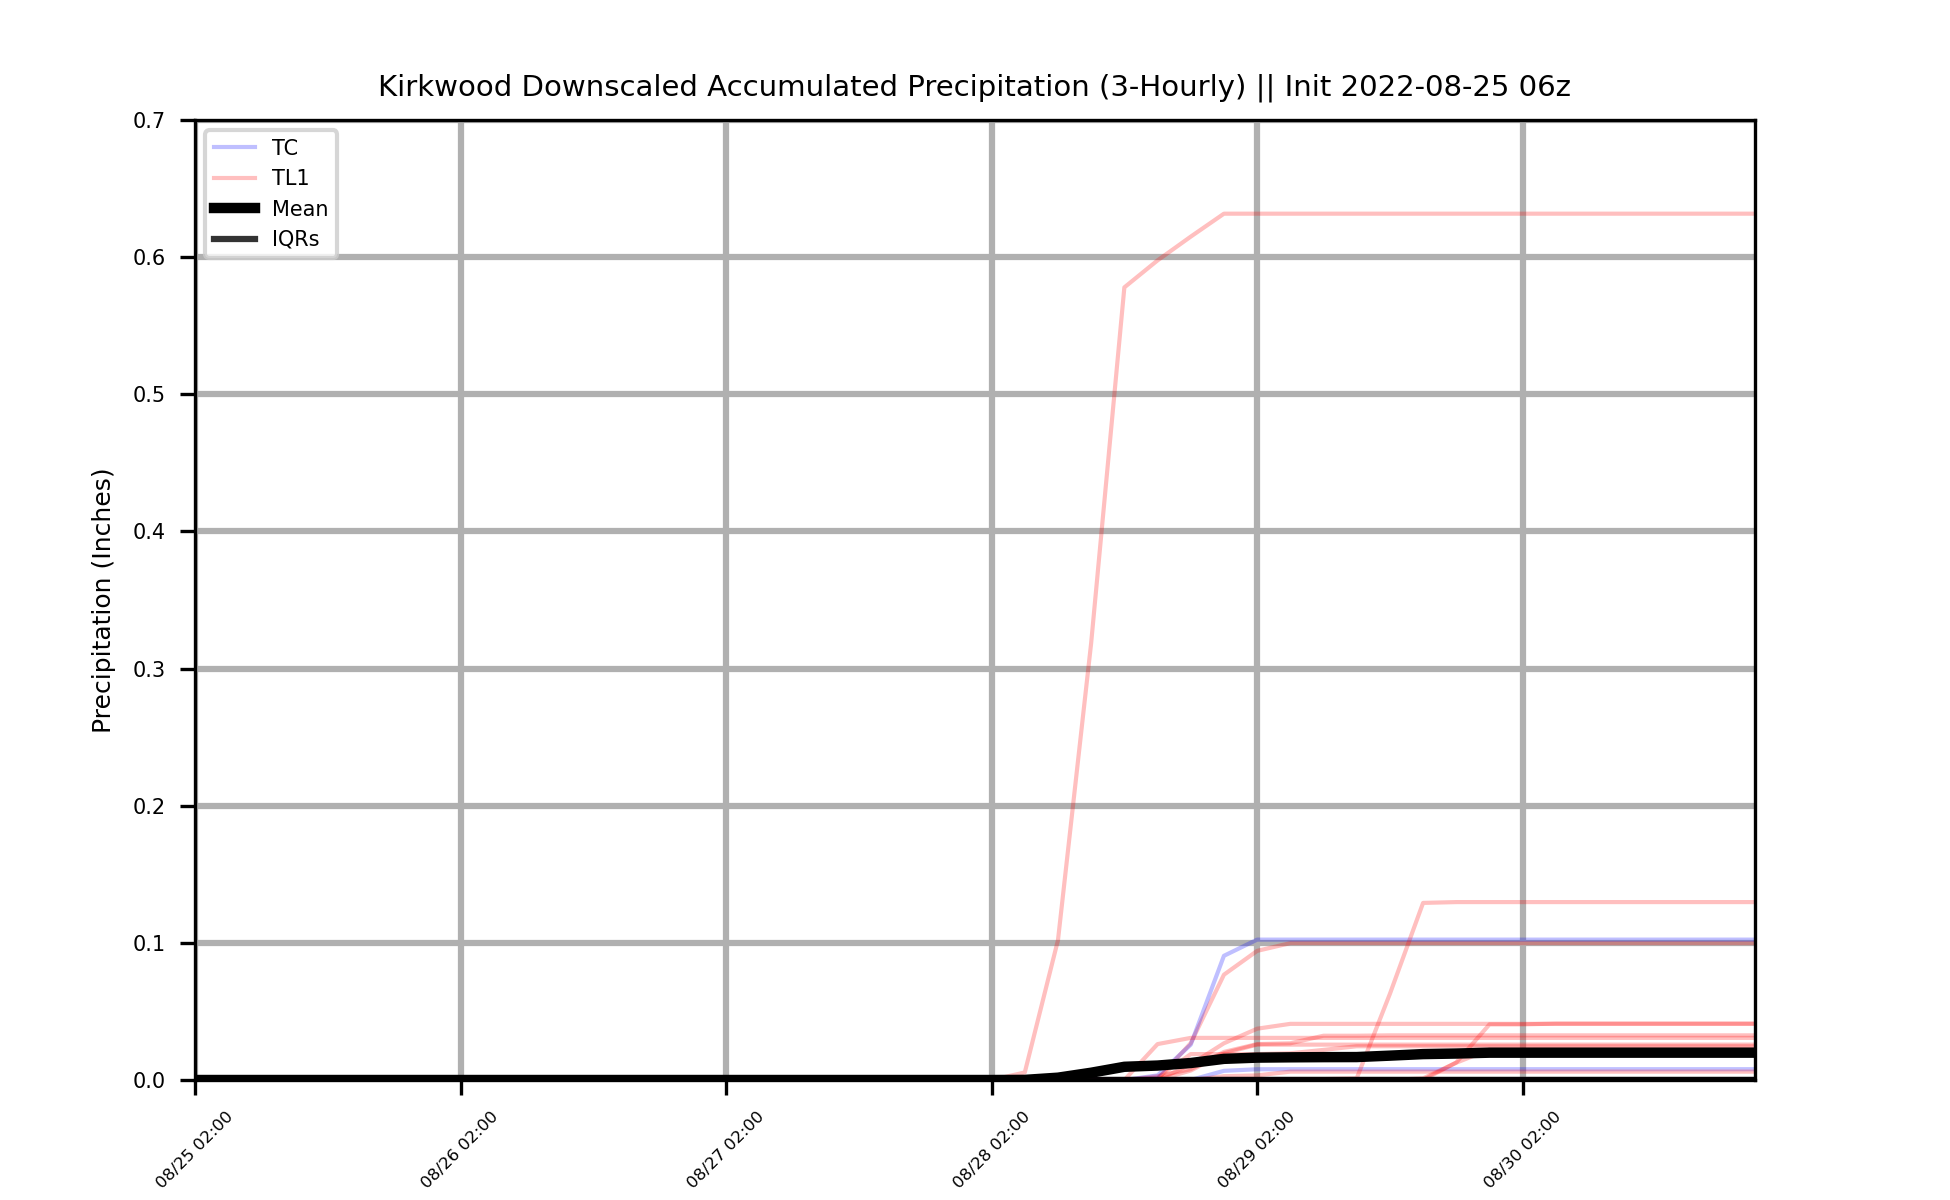 Kirkwood Downscaled Accumulated Precipitation (3-Hourly) || Init 2022-08-25 06z
TC
TL1
Mean
IQRs
Precipitation (Inches)
0.7
0.6
0.5
0.4
0.3
0.2
0.1
0.0
08/25 02:00
08/26 02:00
08/27 02:00
08/28 02:00
08/29 02:00
08/30 02:00